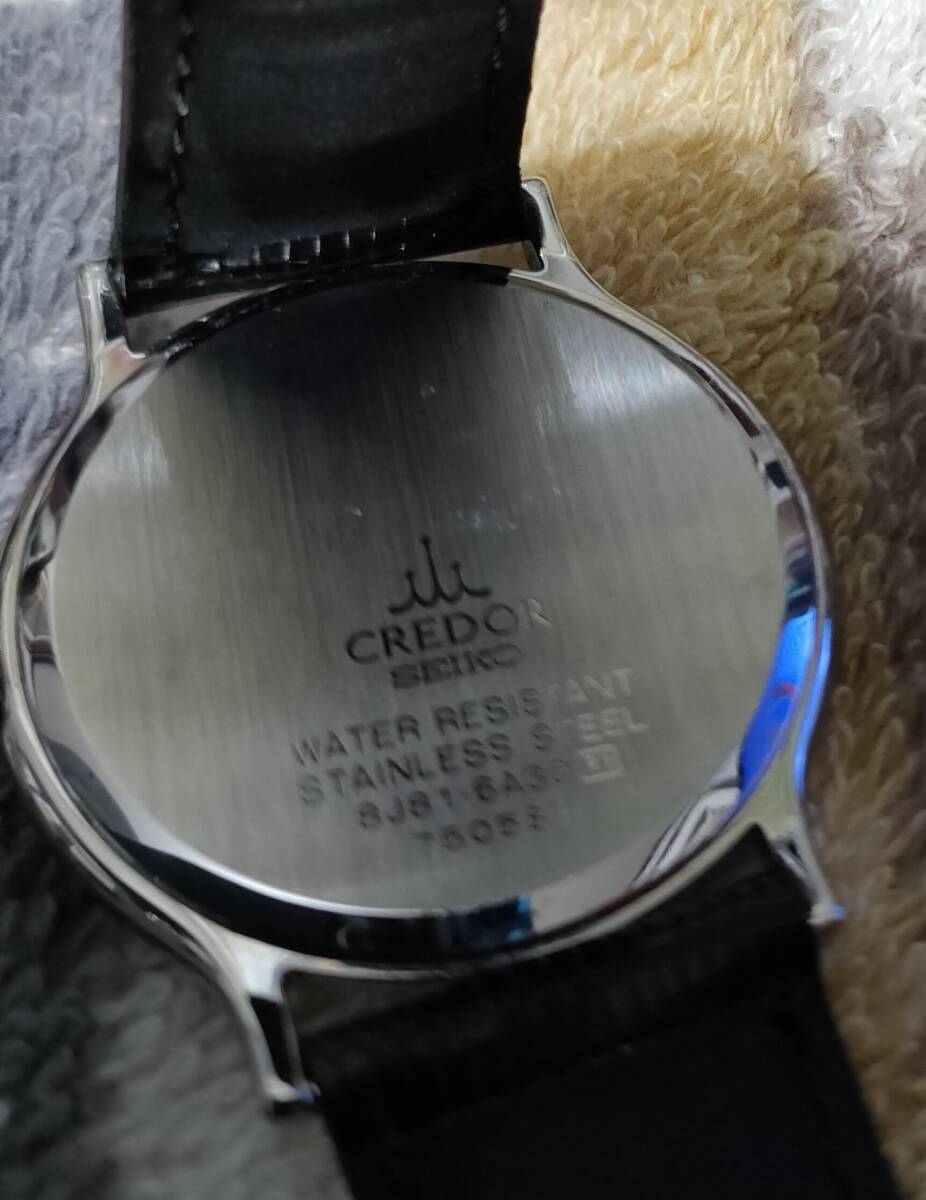 CREDOR
SEIKO
WATER RESISTANT
STAINLESS STEEL
8J81-6A30